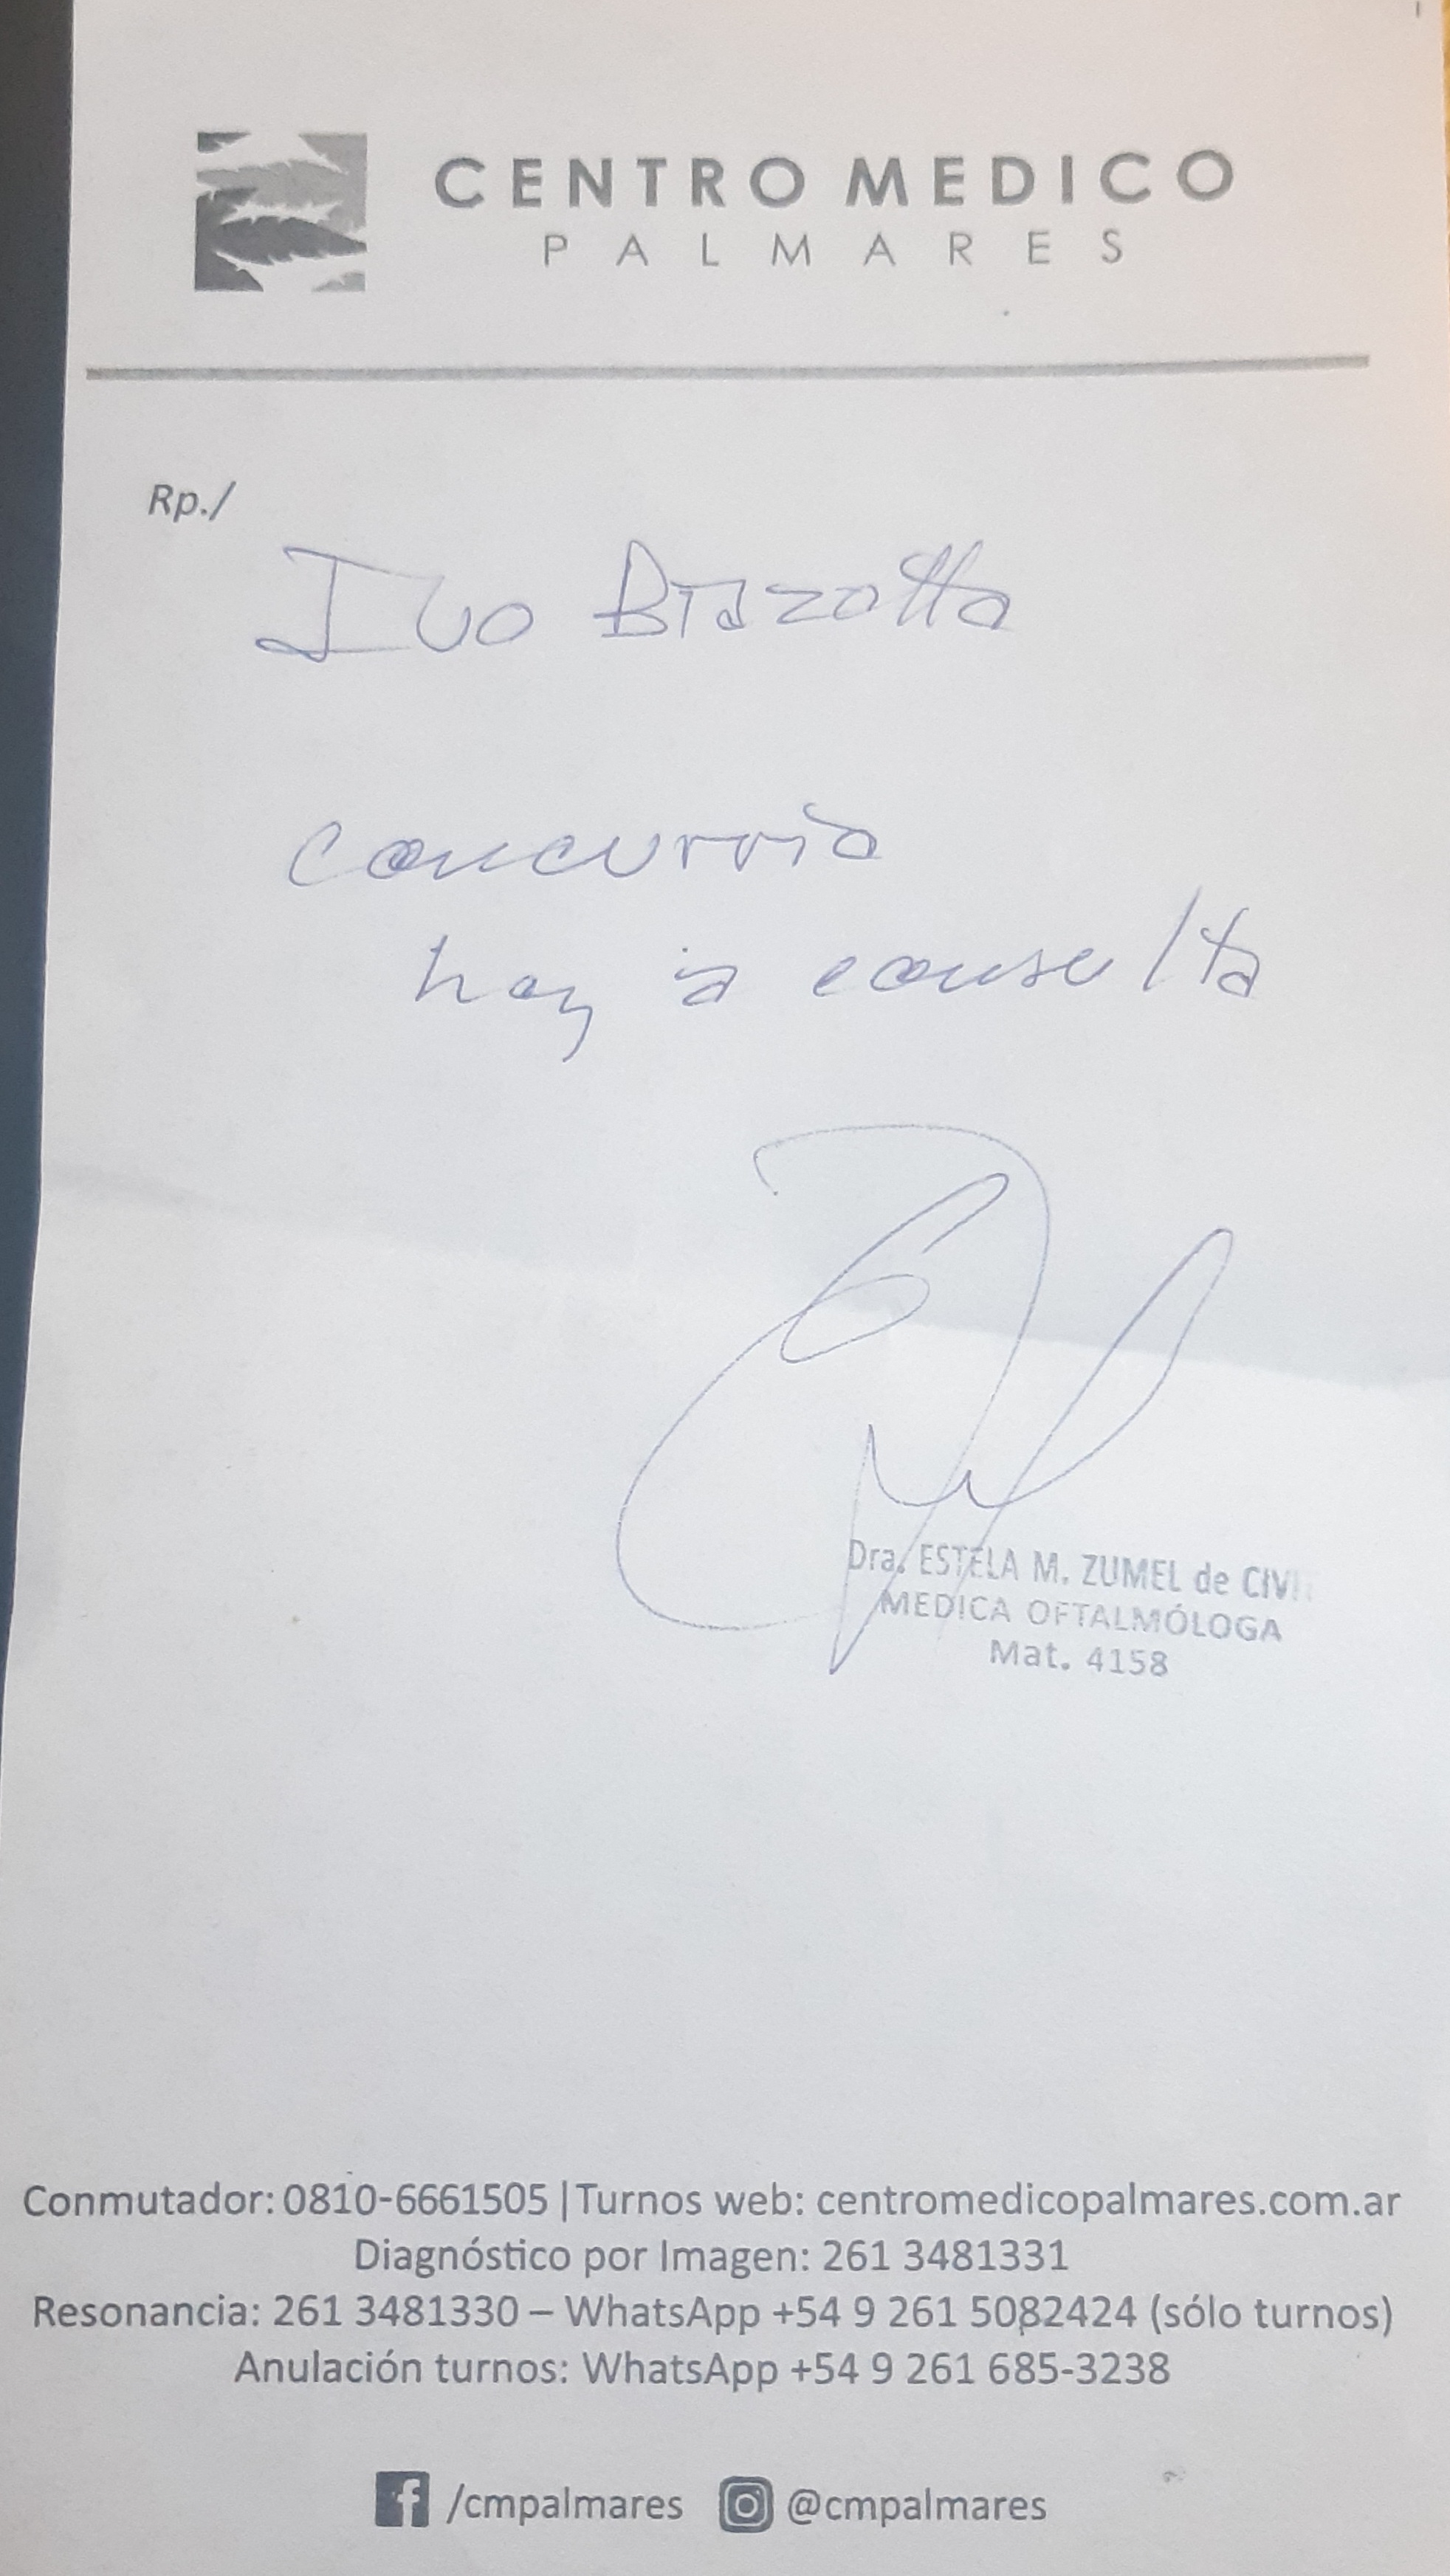 CENTRO MEDICO
PALMARES
Rp./
Ivo Biazotta
concurrió
hoy a consulta
Dra. ESTELA M. ZUMEL de
MEDICA OFTALMÓLOGA
Mat. 4158
Conmutador: 0810-6661505 | Turnos web: centromedicopalmares.com.ar
Diagnóstico por Imagen: 261 3481331
Resonancia: 261 3481330 – WhatsApp +54 9 261 5082424 (sólo turnos)
Anulación turnos: WhatsApp +54 9 261 685-3238
/cmpalmares @cmpalmares